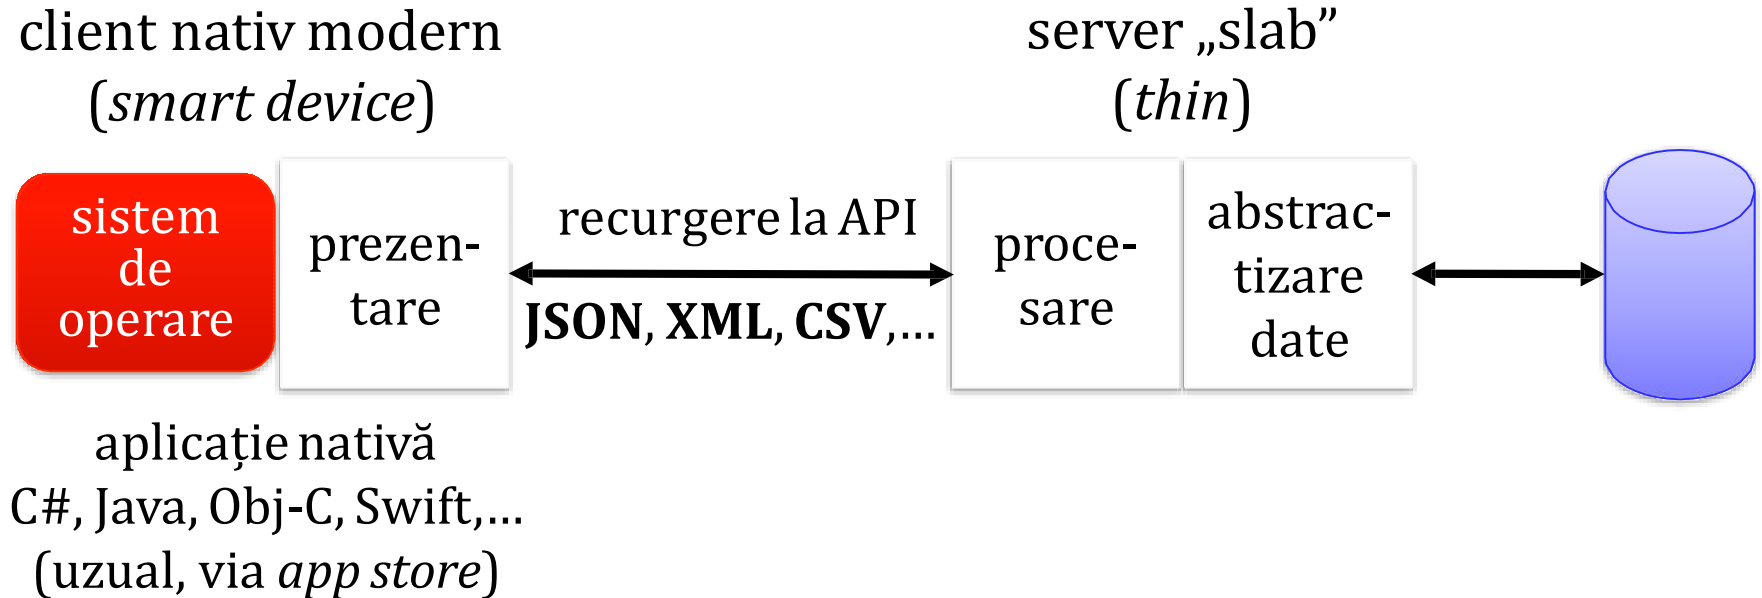 client nativ modern
(smart device)
server „slab”
(thin)
sistem
de
operare
prezen-
tare
recurgere la API
JSON, XML, CSV,…
proce-
sare
abstrac-
tizare
date
aplicație nativă
C#, Java, Obj-C, Swift,…
(uzual, via app store)